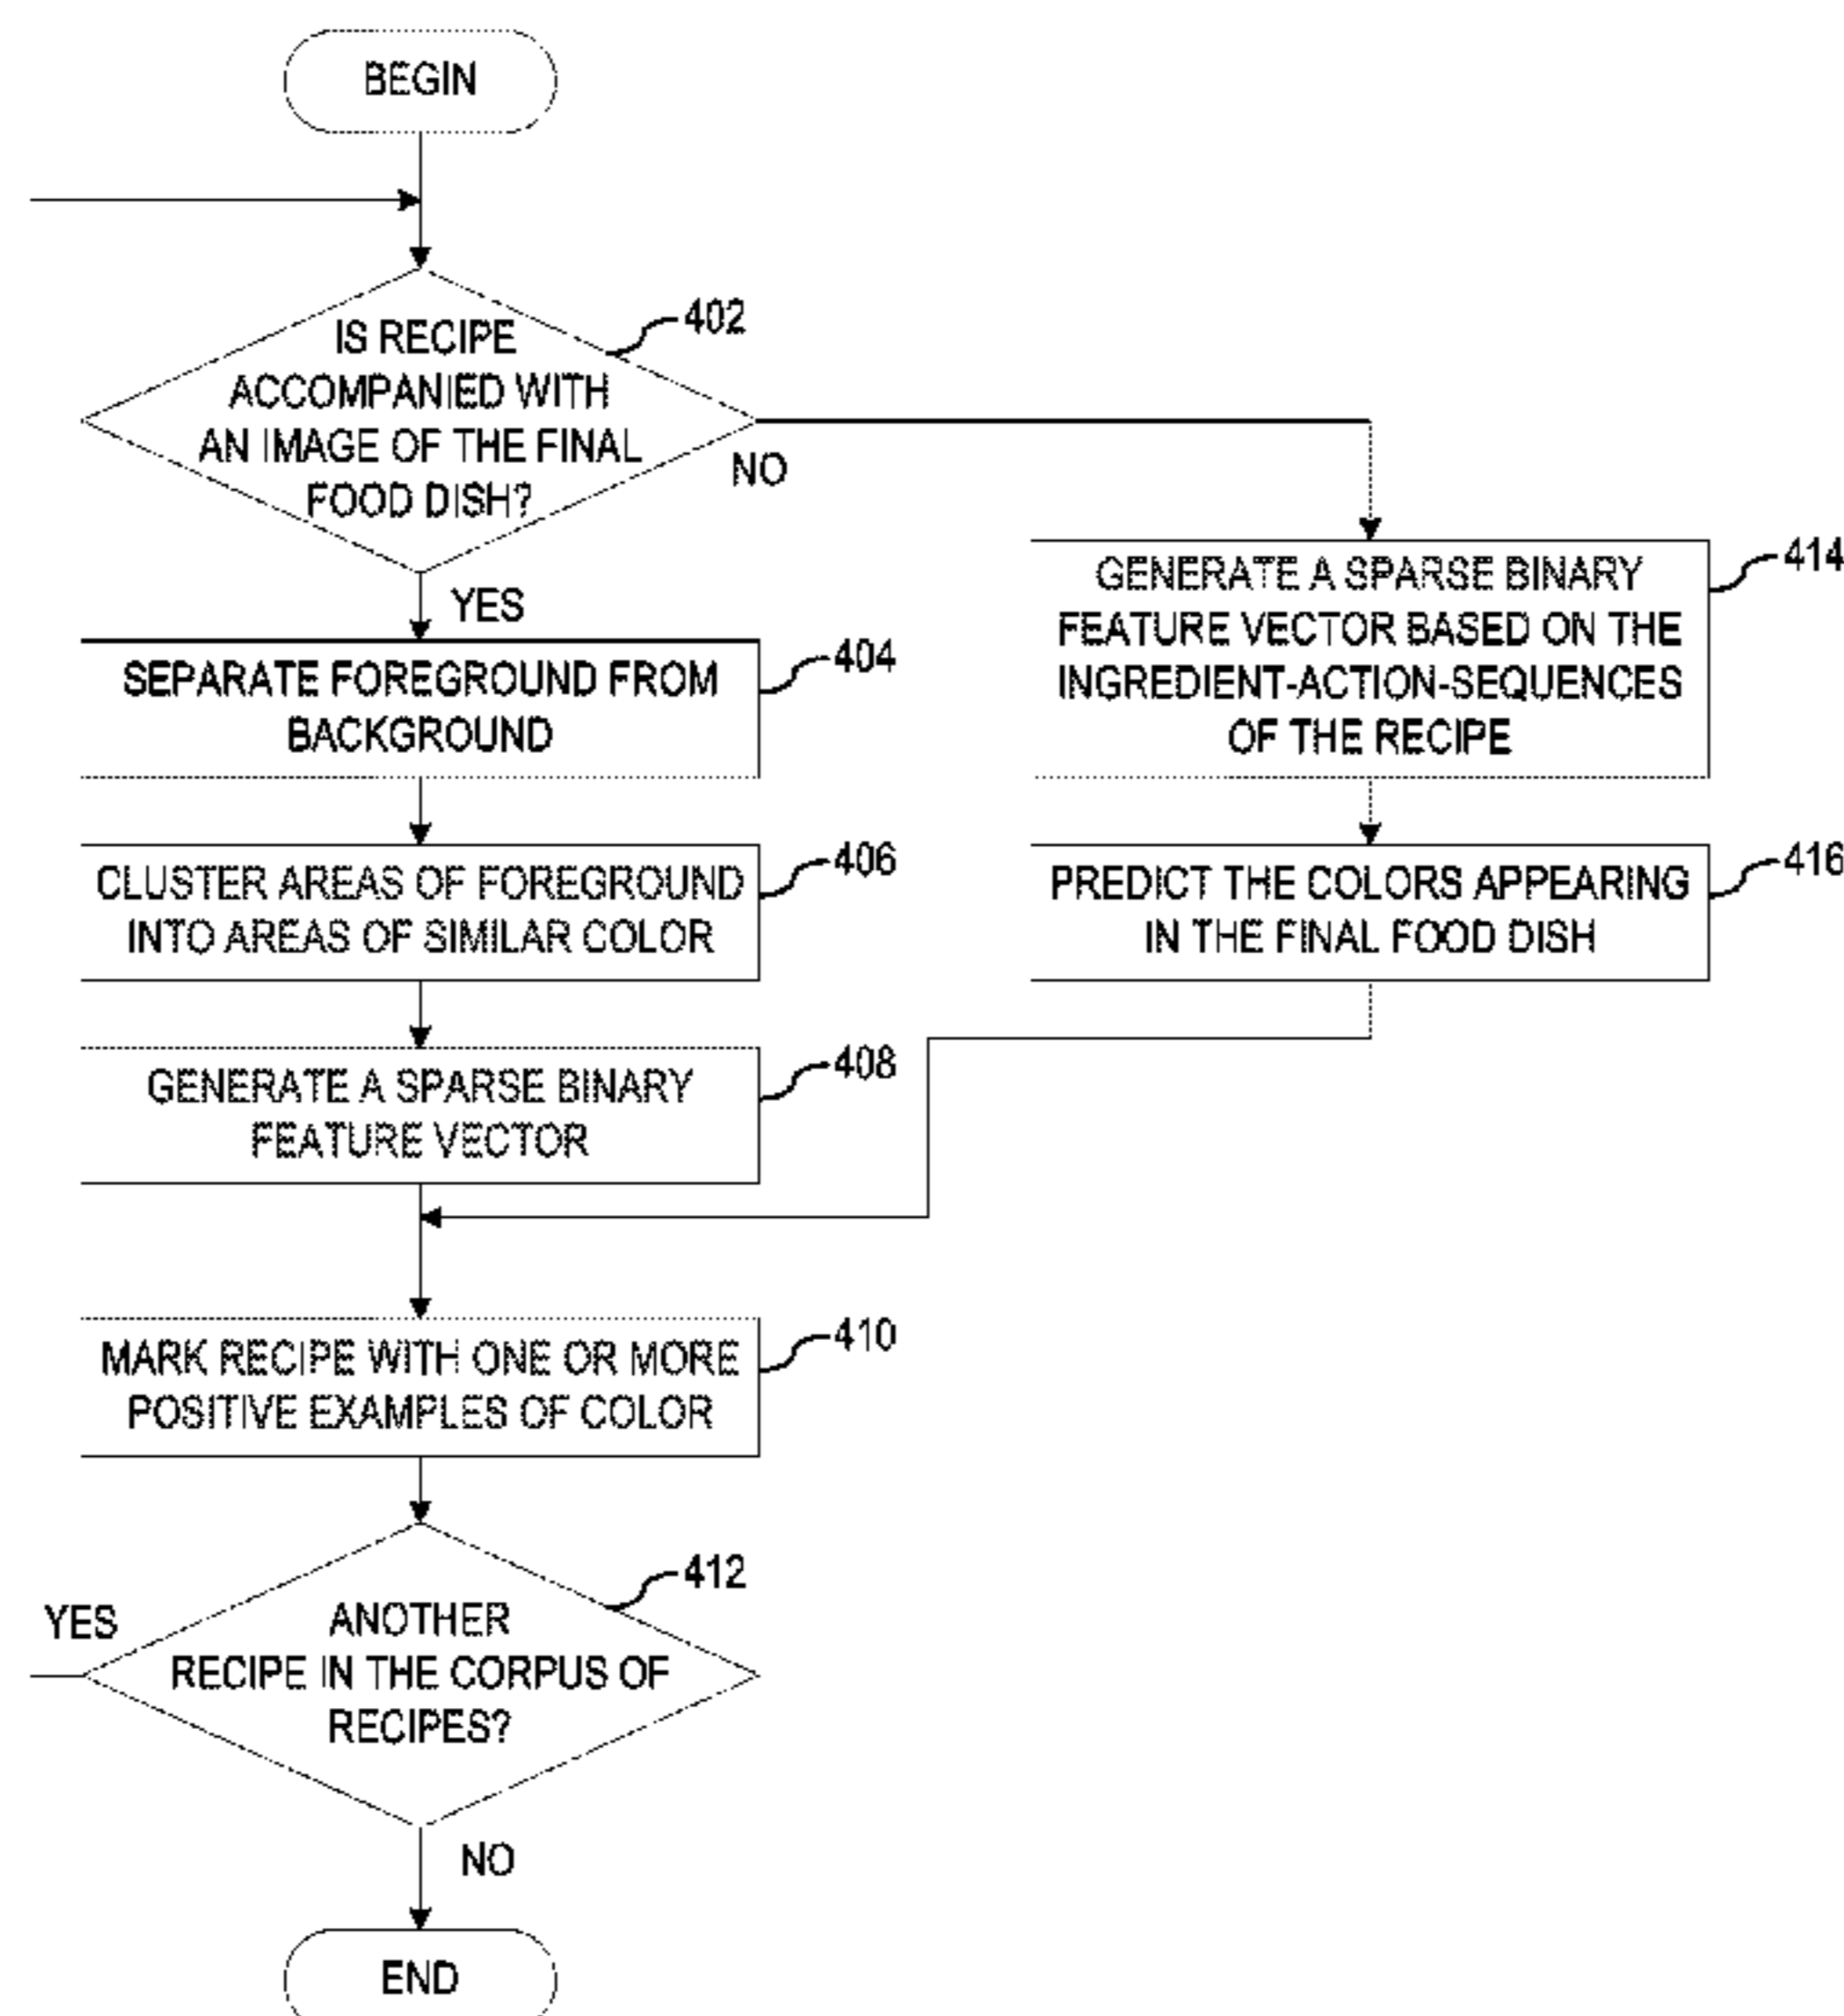 BEGIN
402
IS RECIPE
ACCOMPANIED WITH
AN IMAGE OF THE FINAL
FOOD DISH?
NO
YES
404
SEPARATE FOREGROUND FROM
BACKGROUND
406
CLUSTER AREAS OF FOREGROUND
INTO AREAS OF SIMILAR COLOR
408
GENERATE A SPARSE BINARY
FEATURE VECTOR
414
GENERATE A SPARSE BINARY
FEATURE VECTOR BASED ON THE
INGREDIENT-ACTION-SEQUENCES
OF THE RECIPE
416
PREDICT THE COLORS APPEARING
IN THE FINAL FOOD DISH
410
MARK RECIPE WITH ONE OR MORE
POSITIVE EXAMPLES OF COLOR
412
YES
ANOTHER
RECIPE IN THE CORPUS OF
RECIPES?
NO
END